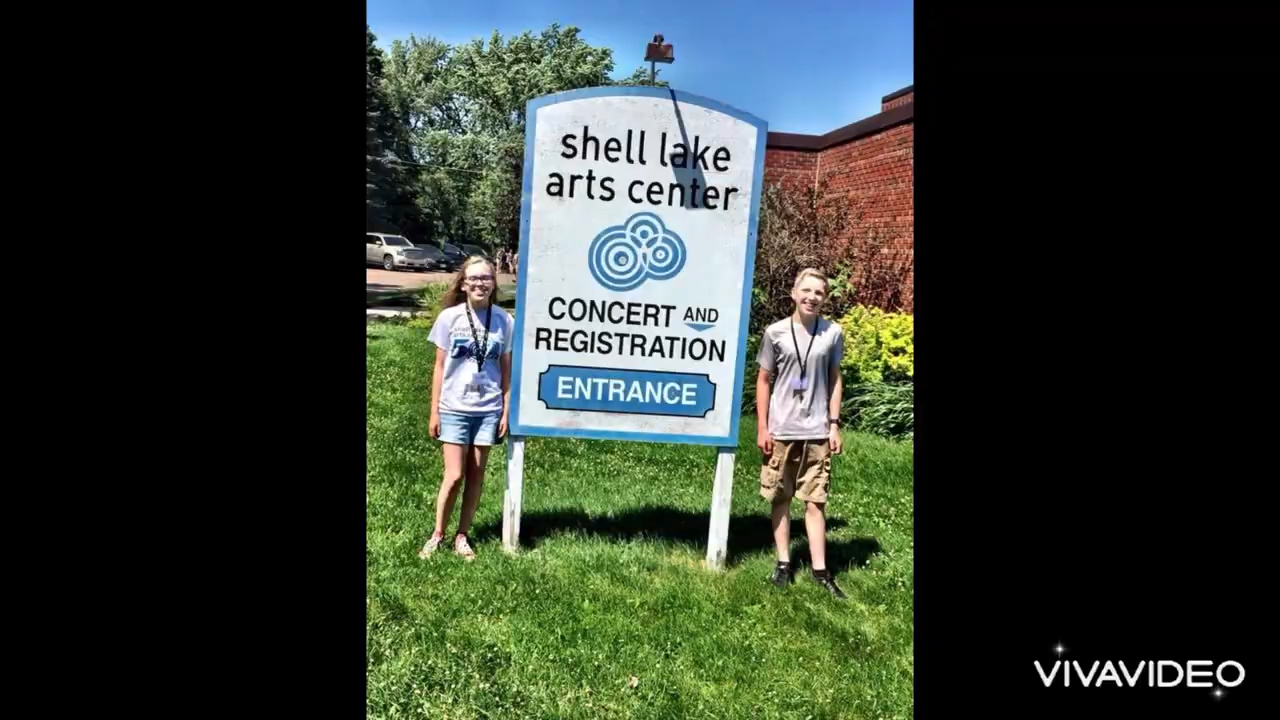 shell lake
arts center
CONCERT AND
REGISTRATION
ENTRANCE
VIVAVIDEO